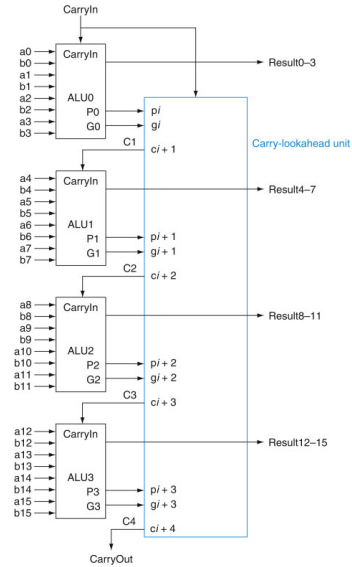 CarryIn
a0
b0
a1
b1
a2
b2
a3
b3
CarryIn
ALU0
P0
G0
pi
gi
Result0–3
Carry-lookahead unit
C1
ci + 1
a4
b4
a5
b5
a6
b6
a7
b7
CarryIn
ALU1
P1
G1
pi + 1
gi + 1
Result4–7
C2
ci + 2
a8
b8
a9
b9
a10
b10
a11
b11
CarryIn
ALU2
P2
G2
pi + 2
gi + 2
Result8–11
C3
ci + 3
a12
b12
a13
b13
a14
b14
a15
b15
CarryIn
ALU3
P3
G3
pi + 3
gi + 3
Result12–15
C4
ci + 4
CarryOut